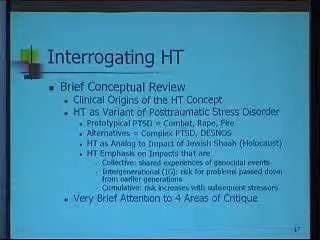 Interrogating HT
Brief Conceptual Review
Clinical Origins of the HT Concept
HT as Variant of Posttraumatic Stress Disorder
Prototypical PTSD = Combat, Rape, Fire
Alternatives = Complex PTSD, DESNOS
HT as Analog to Impact of Jewish Shoah (Holocaust)
HT Emphasis on Impacts that are
Collective: shared experiences of genocidal events
Intergenerational (IG): risk for problems passed down
from earlier generations
Cumulative: risk increases with subsequent stressors
Very Brief Attention to 4 Areas of Critique
17